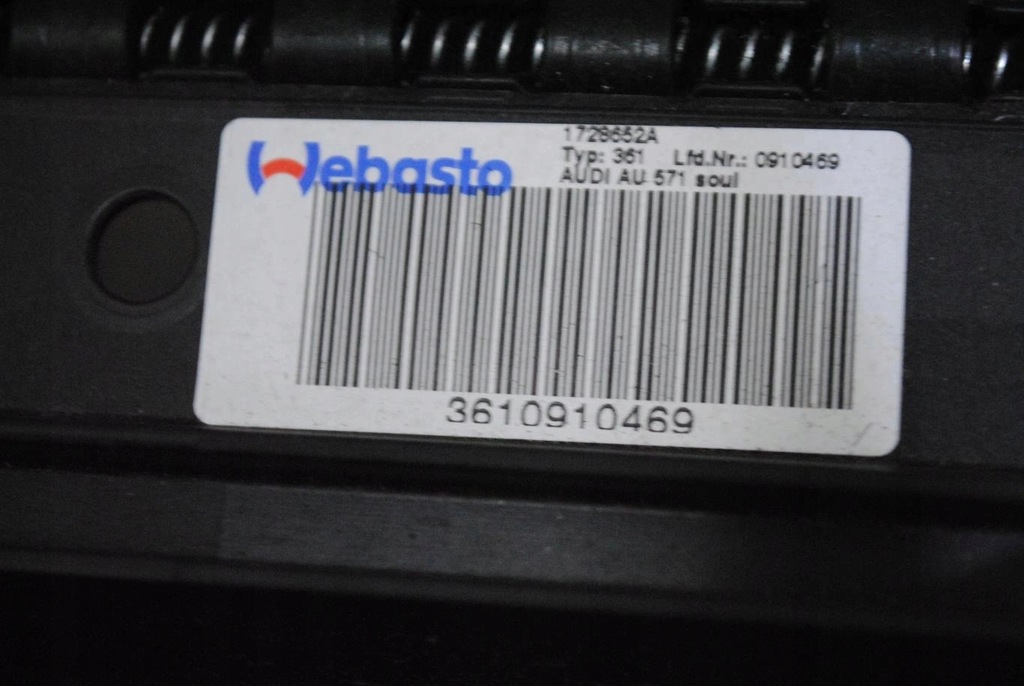 Webasto
1728652A
Typ: 361 Lfd.Nr.: 0910469
AUDI AU 571 soul
3610910469